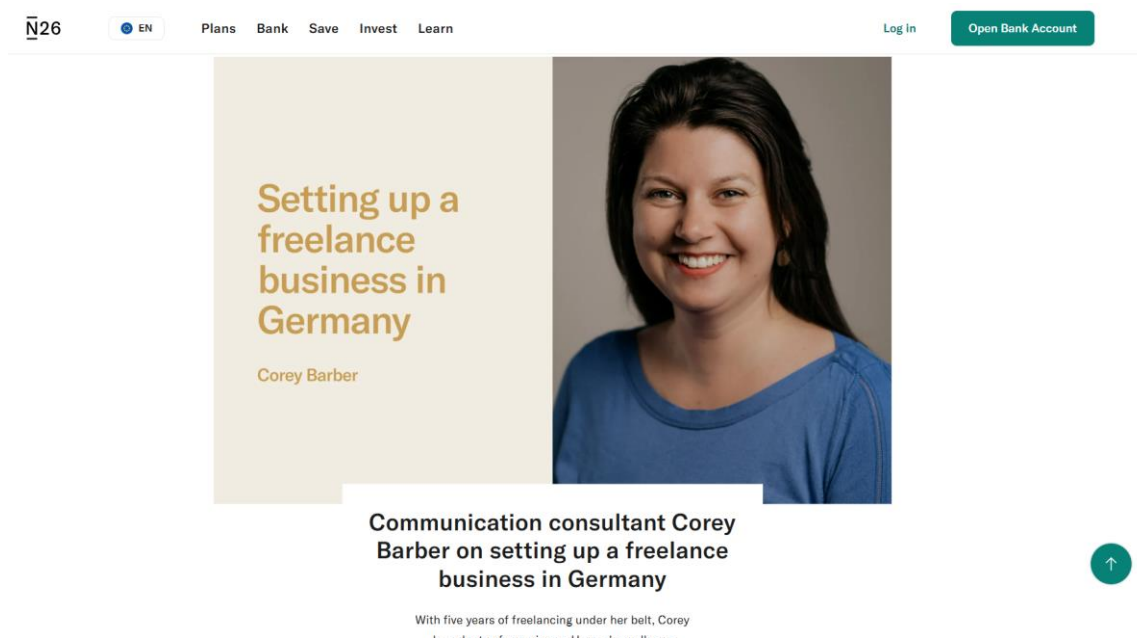 N26
EN
Plans
Bank
Save
Invest
Learn
Log in
Open Bank Account
Setting up a
freelance
business in
Germany
Corey Barber
Communication consultant Corey
Barber on setting up a freelance
business in Germany
With five years of freelancing under her belt, Corey